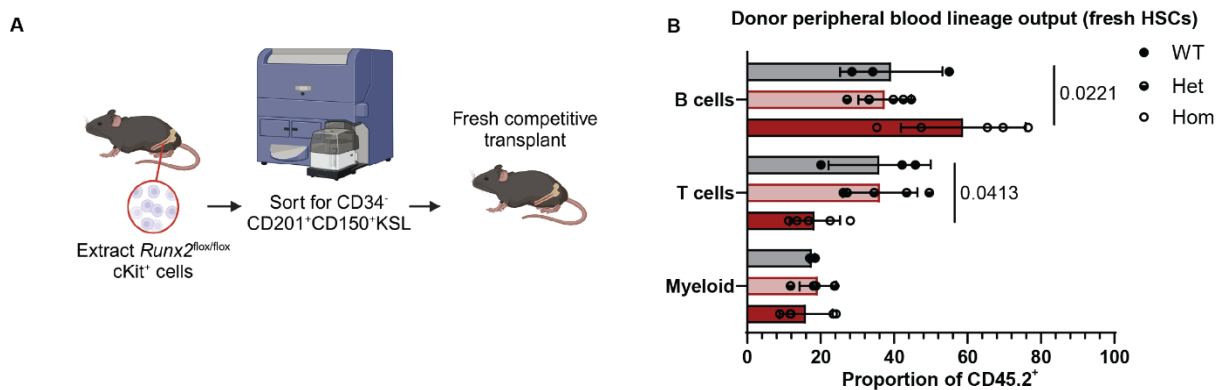 A
Extract Runx2flox/flox
cKit+ cells
Sort for CD34-
CD201+CD150+KSL
Fresh competitive
transplant
B
Donor peripheral blood lineage output (fresh HSCs)
WT
Het
Hom
B cells
T cells
Myeloid
0.0221
0.0413
0 20 40 60 80 100
Proportion of CD45.2+